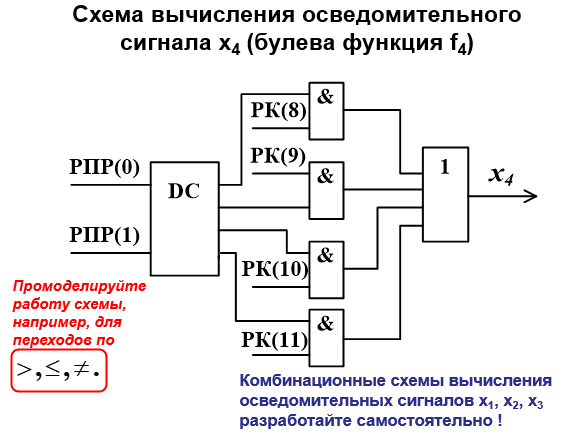 Схема вычисления осведомительного
сигнала x4 (булева функция f4)
&
РК(8)
РК(9)
&
1
x4
РПР(0)
DC
РПР(1)
&
РК(10)
&
РК(11)
Промоделируйте
работу схемы,
например, для
переходов по
>,≤,≠.
Комбинационные схемы вычисления
осведомительных сигналов x1, x2, x3
разработайте самостоятельно !